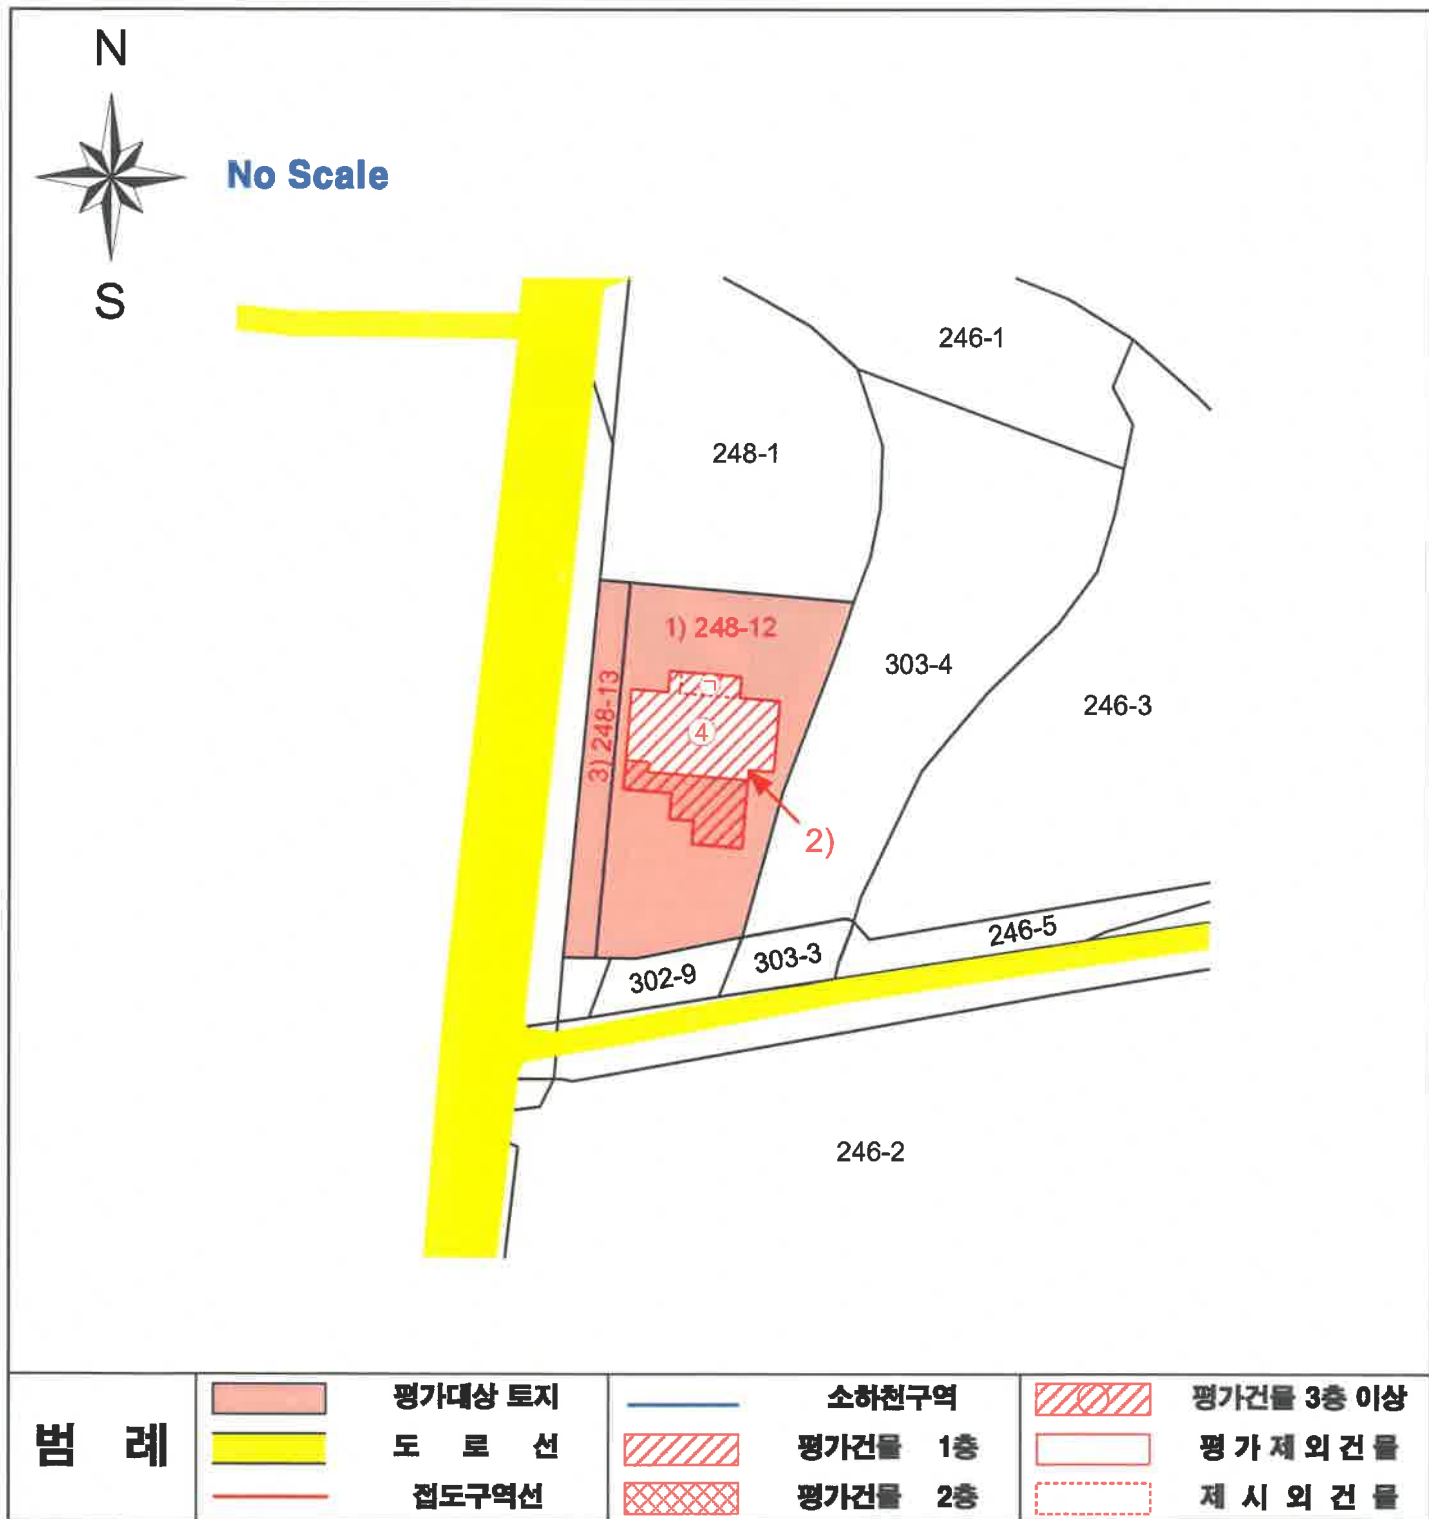 N
No Scale
S
246-1
248-1
1) 248-12
303-4
3) 248-13
ㄱ
246-3
4
2)
246-5
303-3
302-9
246-2
범 례
평가대상 토지
도 로 선
접도구역선
소하천구역
평가건물 1층
평가건물 2층
평가건물 3층 이상
평 가 제 외 건 물
제 시 외 건 물